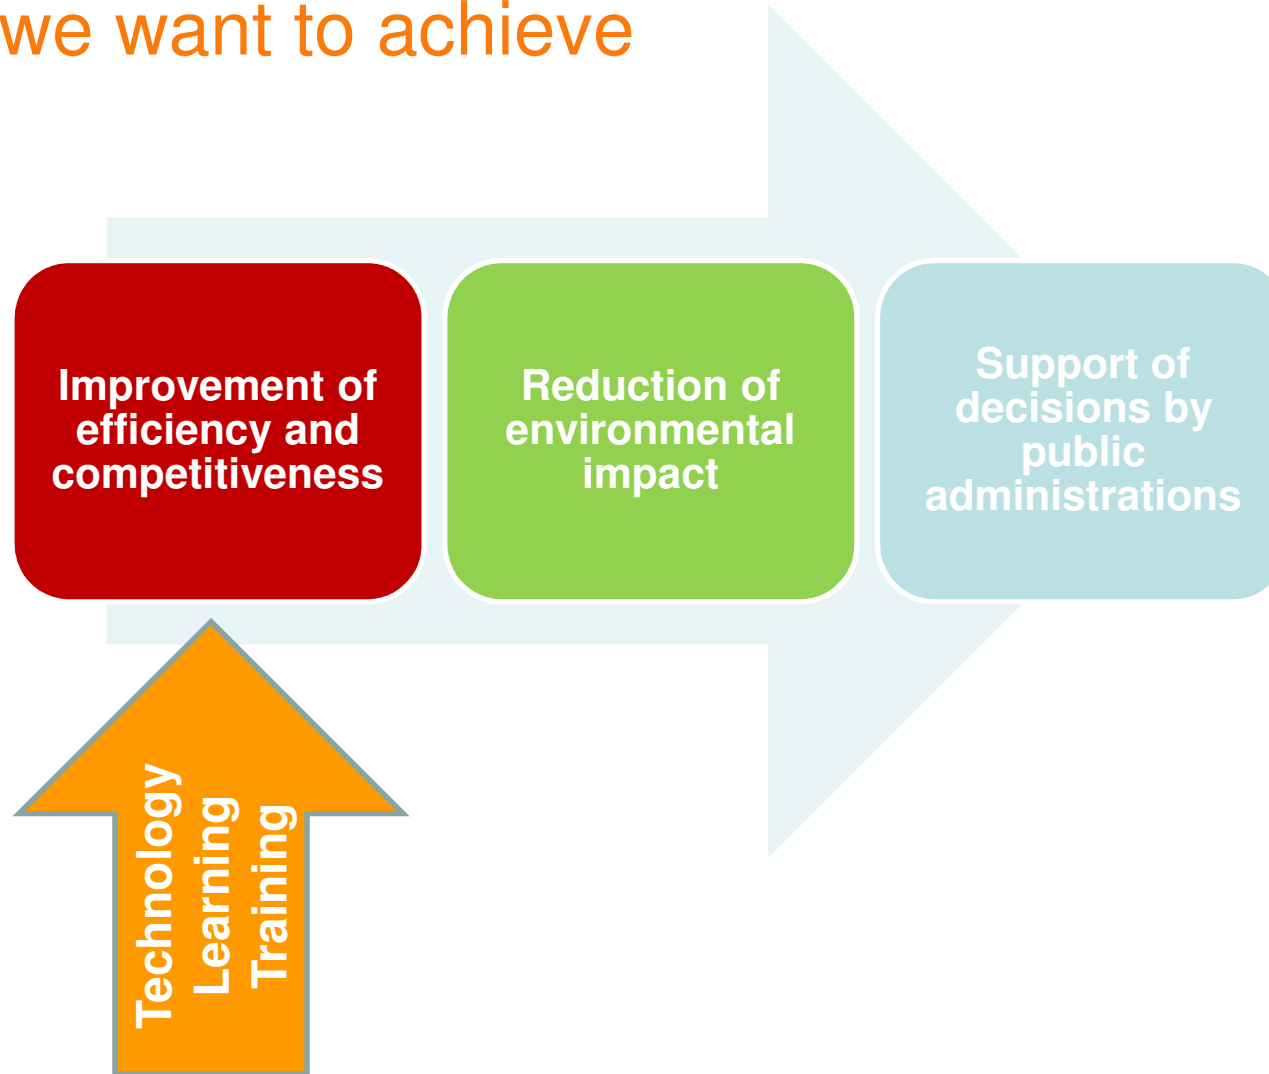 we want to achieve
Improvement of
efficiency and
competitiveness
Reduction of
environmental
impact
Support of
decisions by
public
administrations
Technology
Learning
Training